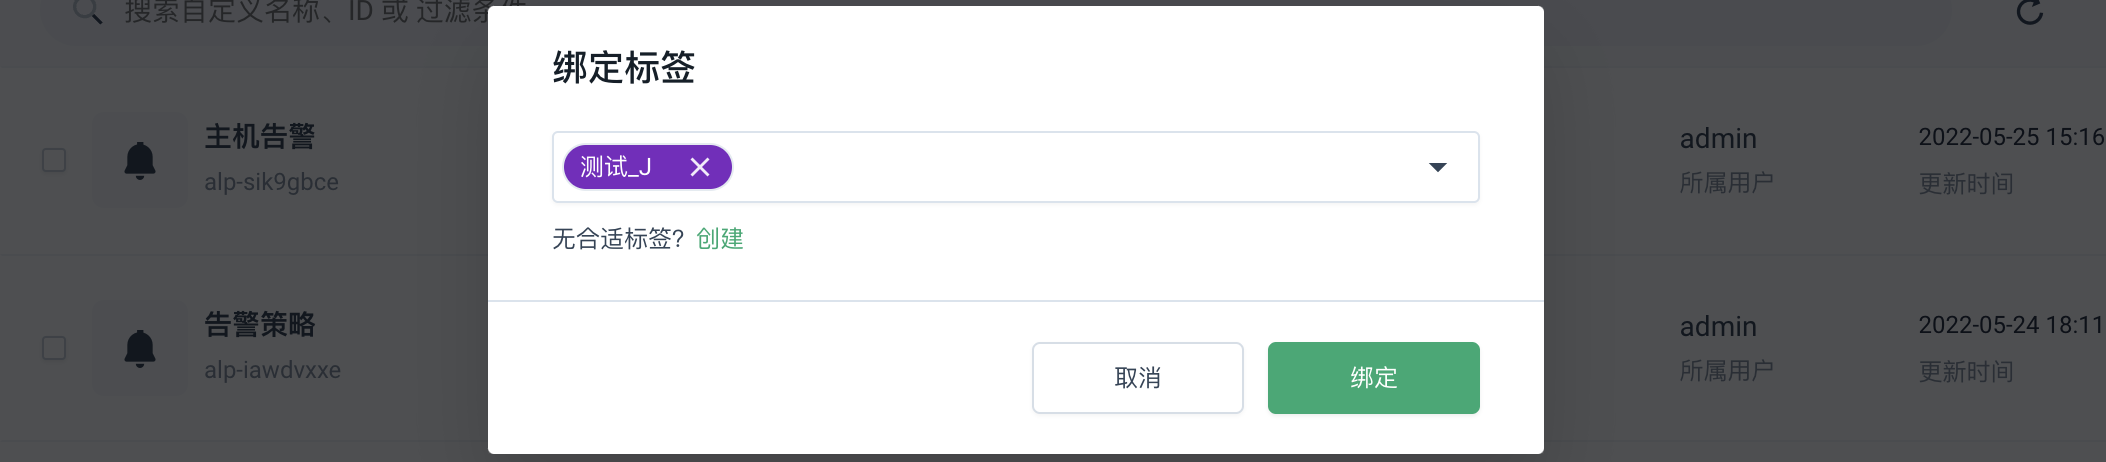 搜索自定义名称、ID 或 过滤条件
绑定标签
测试_J
无合适标签? 创建
取消
绑定
主机告警
alp-sik9gbce
admin
所属用户
2022-05-25 15:16
更新时间
告警策略
alp-iawdvxxe
admin
所属用户
2022-05-24 18:11
更新时间